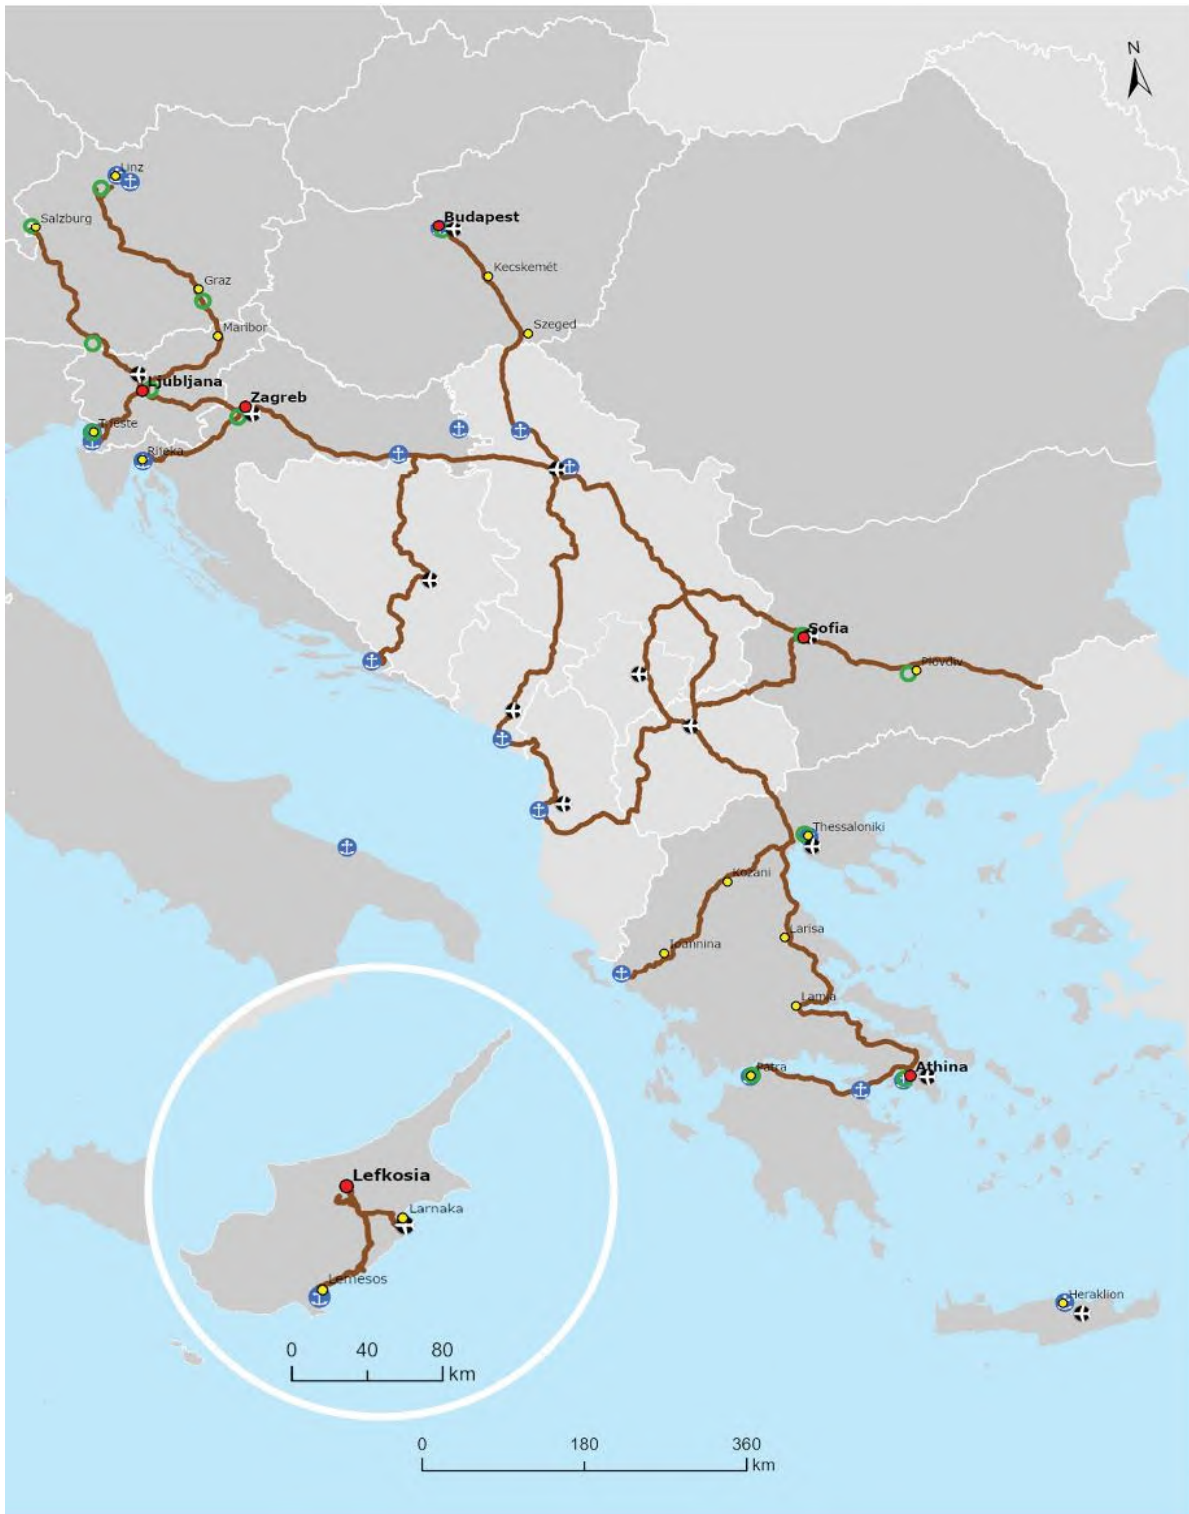 N
Linz
Salzburg
Budapest
Kecskemét
Graz
Szeged
Maribor
Ljubljana
Zagreb
Trieste
Rijeka
Sofia
Plovdiv
Thessaloniki
Kozani
Larisa
Ioannina
Lamia
Athina
Patra
Lefkosia
Larnaka
Lemesos
Heraklion
0 40 80
km
0 180 360
km